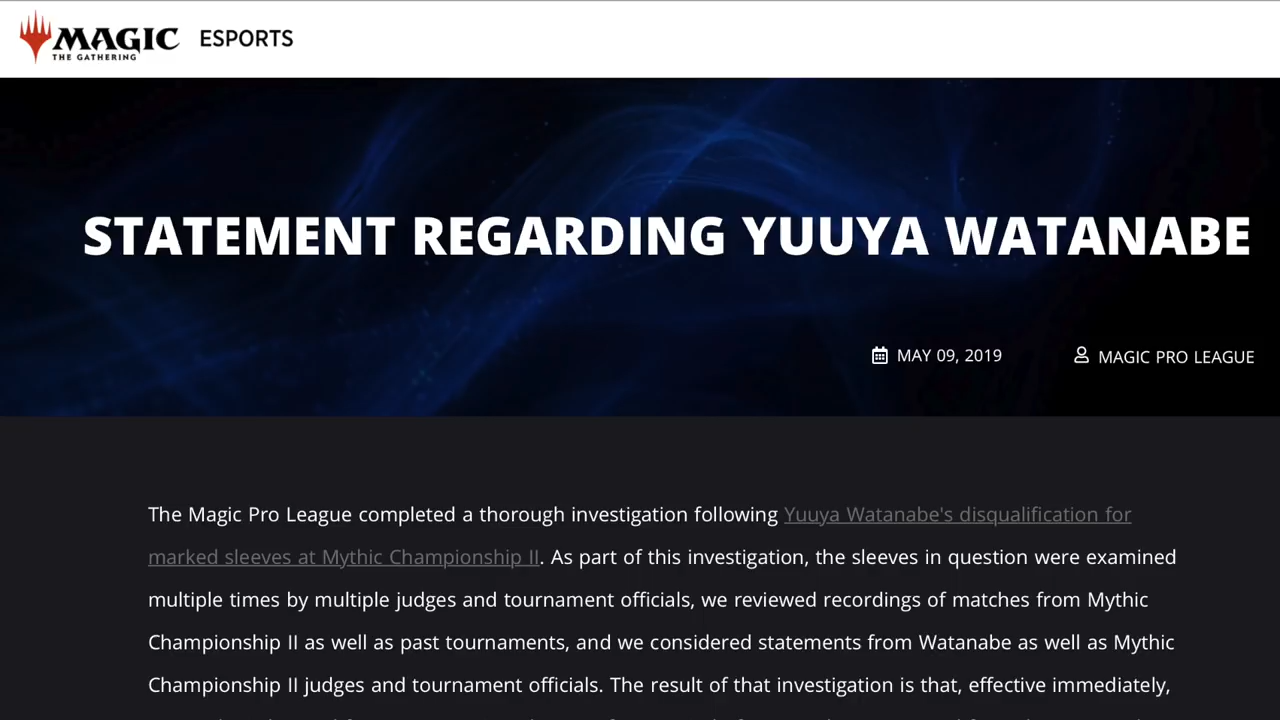 MAGIC
THE GATHERING
ESPORTS
STATEMENT REGARDING YUUYA WATANABE
MAY 09, 2019
MAGIC PRO LEAGUE
The Magic Pro League completed a thorough investigation following Yuuya Watanabe's disqualification for
marked sleeves at Mythic Championship II. As part of this investigation, the sleeves in question were examined
multiple times by multiple judges and tournament officials, we reviewed recordings of matches from Mythic
Championship II as well as past tournaments, and we considered statements from Watanabe as well as Mythic
Championship II judges and tournament officials. The result of that investigation is that, effective immediately,